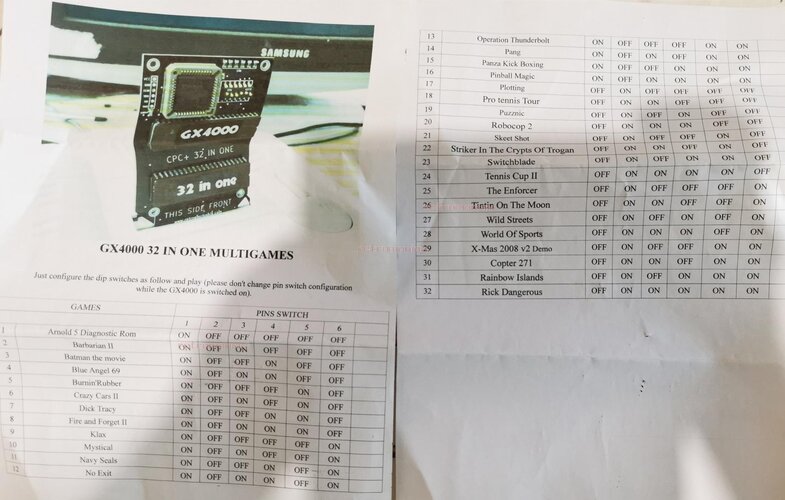 SAMSUNG
GX4000
CPC+ 32 IN ONE
32 in one
THIS SIDE FRONT
GX4000 32 IN ONE MULTIGAMES
Just configure the dip switches as follow and play (please don't change pin switch configuration
while the GX4000 is switched on).
GAMES PINS SWITCH
1 2 3 4 5 6
1 Arnold 5 Diagnostic Rom ON OFF OFF OFF OFF OFF
2 Barbarian II ON OFF ON OFF OFF OFF
3 Batman the movie ON OFF OFF ON OFF OFF
4 Blue Angel 69 ON OFF ON ON OFF OFF
5 Burnin'Rubber ON OFF OFF OFF ON OFF
6 Crazy Cars II ON OFF ON OFF ON OFF
7 Dick Tracy ON OFF OFF ON ON OFF
8 Fire and Forget II ON OFF ON ON ON OFF
9 Klax ON OFF OFF OFF OFF ON
10 Mystical ON OFF ON OFF OFF ON
11 Navy Seals ON OFF OFF ON OFF ON
12 No Exit ON OFF ON ON OFF ON
13 Operation Thunderbolt ON OFF OFF OFF ON ON
14 Pang ON OFF ON OFF ON ON
15 Panza Kick Boxing ON OFF OFF ON ON ON
16 Pinball Magic ON OFF ON ON ON ON
17 Plotting OFF ON OFF OFF OFF OFF
18 Pro tennis Tour OFF ON ON OFF OFF OFF
19 Puzznic OFF ON OFF ON OFF OFF
20 Robocop 2 OFF ON ON ON OFF OFF
21 Skeet Shot OFF ON OFF OFF ON OFF
22 Striker In The Crypts Of Trogan OFF ON ON OFF ON OFF
23 Switchblade OFF ON OFF ON ON OFF
24 Tennis Cup II OFF ON ON ON ON OFF
25 The Enforcer OFF ON OFF OFF OFF ON
26 Tintin On The Moon OFF ON ON OFF OFF ON
27 Wild Streets OFF ON OFF ON OFF ON
28 World Of Sports OFF ON ON ON OFF ON
29 X-Mas 2008 v2 Demo OFF ON OFF OFF ON ON
30 Copter 271 OFF ON ON OFF ON ON
31 Rainbow Islands OFF ON OFF ON ON ON
32 Rick Dangerous OFF ON ON ON ON ON